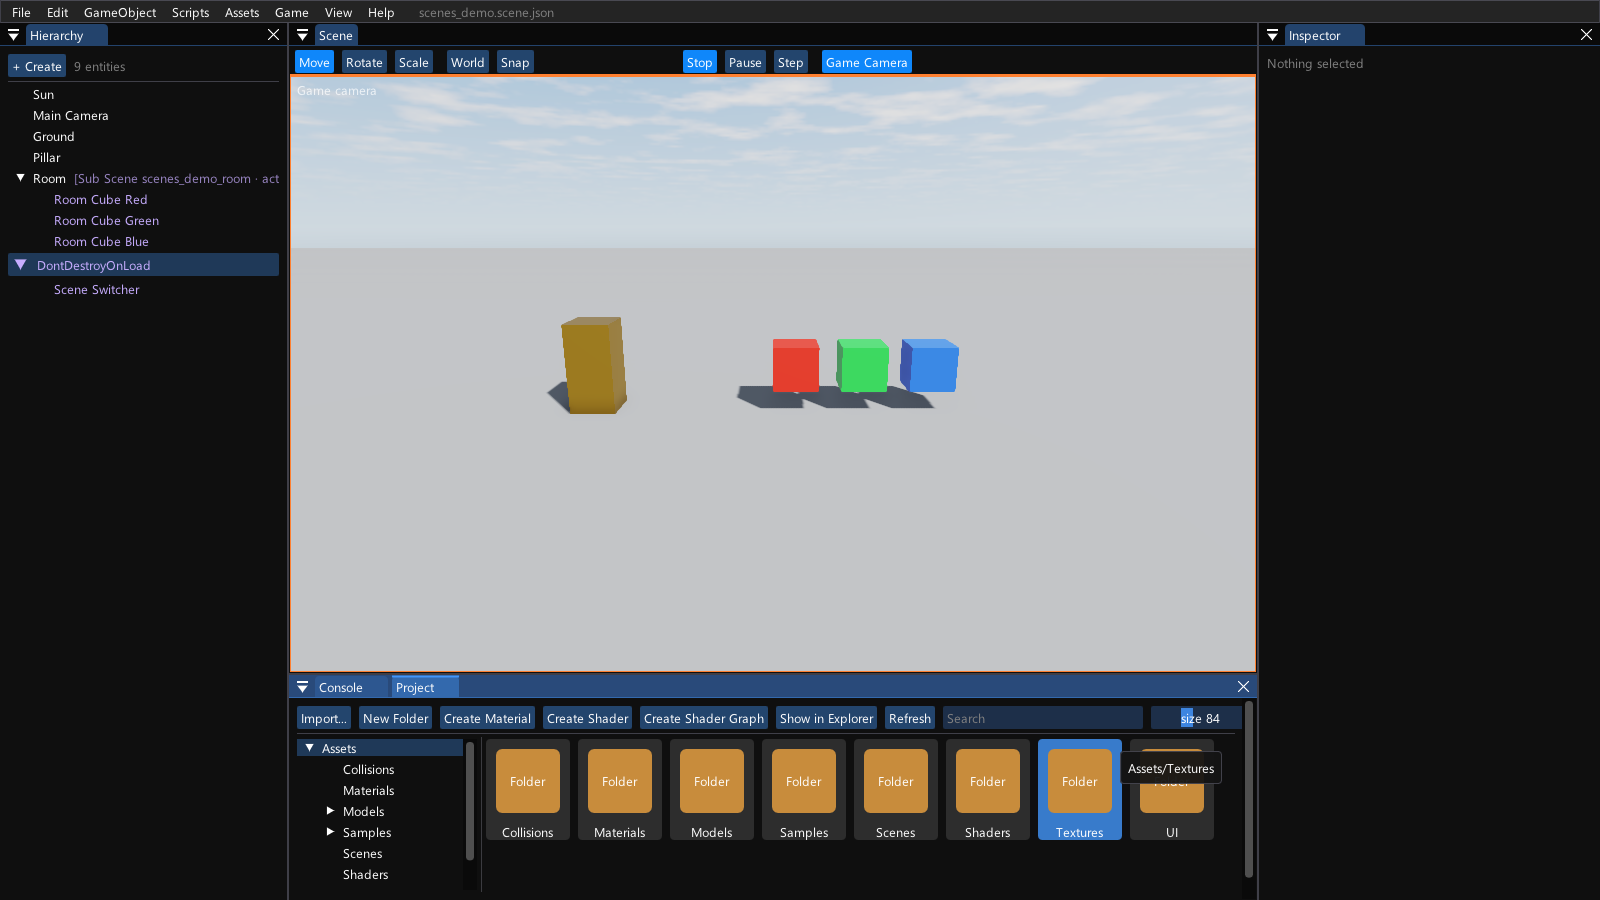 File Edit GameObject Scripts Assets Game View Help scenes_demo.scene.json
Hierarchy
+ Create 9 entities
Sun
Main Camera
Ground
Pillar
Room [Sub Scene scenes_demo_room · act
Room Cube Red
Room Cube Green
Room Cube Blue
DontDestroyOnLoad
Scene Switcher
Scene
Move Rotate Scale World Snap Stop Pause Step Game Camera
Game camera
Console Project
Import... New Folder Create Material Create Shader Create Shader Graph Show in Explorer Refresh Search size 84
Assets
Collisions
Materials
Models
Samples
Scenes
Shaders
Folder Folder Folder Folder Folder Folder Folder Folder
Assets/Textures
Collisions Materials Models Samples Scenes Shaders Textures UI
Inspector
Nothing selected